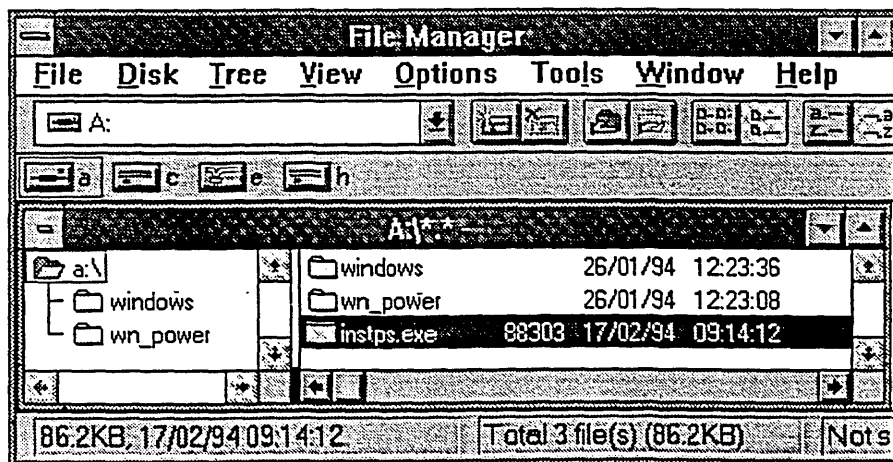 File Manager
File Disk Tree View Options Tools Window Help
A:
a c e h
A:\*.*
a:\
windows
wn_power
windows 26/01/94 12:23:36
wn_power 26/01/94 12:23:08
instps.exe 88303 17/02/94 09:14:12
86.2KB, 17/02/94 09:14:12 Total 3 file(s) (86.2KB) Not s